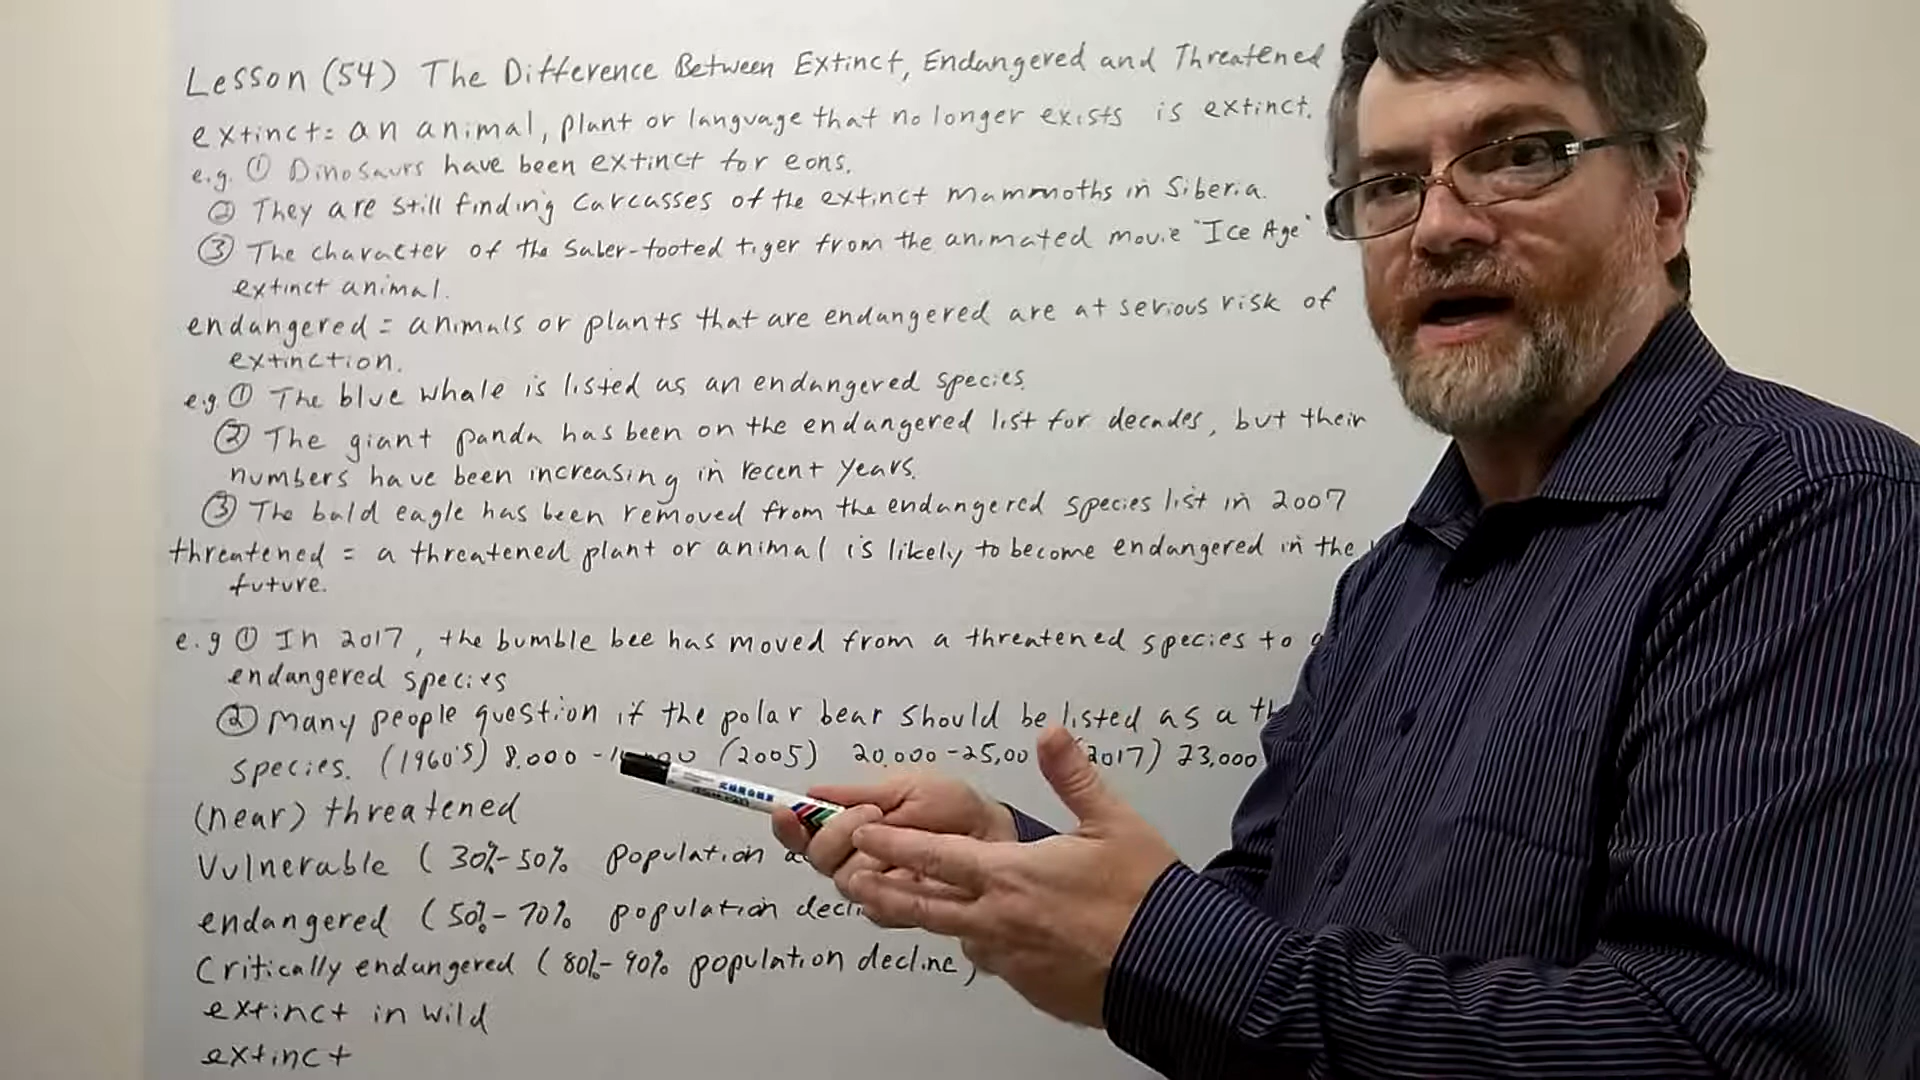 Lesson (54) The Difference Between Extinct, Endangered and Threatened
extinct = an animal, plant or language that no longer exists is extinct.
e.g. ① Dinosaurs have been extinct for eons.
② They are still finding carcasses of the extinct mammoths in Siberia.
③ The character of the saber-tooted tiger from the animated movie "Ice Age"
extinct animal.
endangered = animals or plants that are endangered are at serious risk of
extinction.
e.g. ① The blue whale is listed as an endangered species.
② The giant panda has been on the endangered list for decades, but their
numbers have been increasing in recent years.
③ The bald eagle has been removed from the endangered species list in 2007
threatened = a threatened plant or animal is likely to become endangered in the
future.
e.g ① In 2017, the bumble bee has moved from a threatened species to
endangered species
② Many people question if the polar bear should be listed as a
species. (1960's) 8,000 - (2005) 20,000 - 25,00 (2017) 23,000
(near) threatened
Vulnerable (30%-50% population
endangered (50%-70% population
Critically endangered (80%-90% population decline)
extinct in wild
extinct